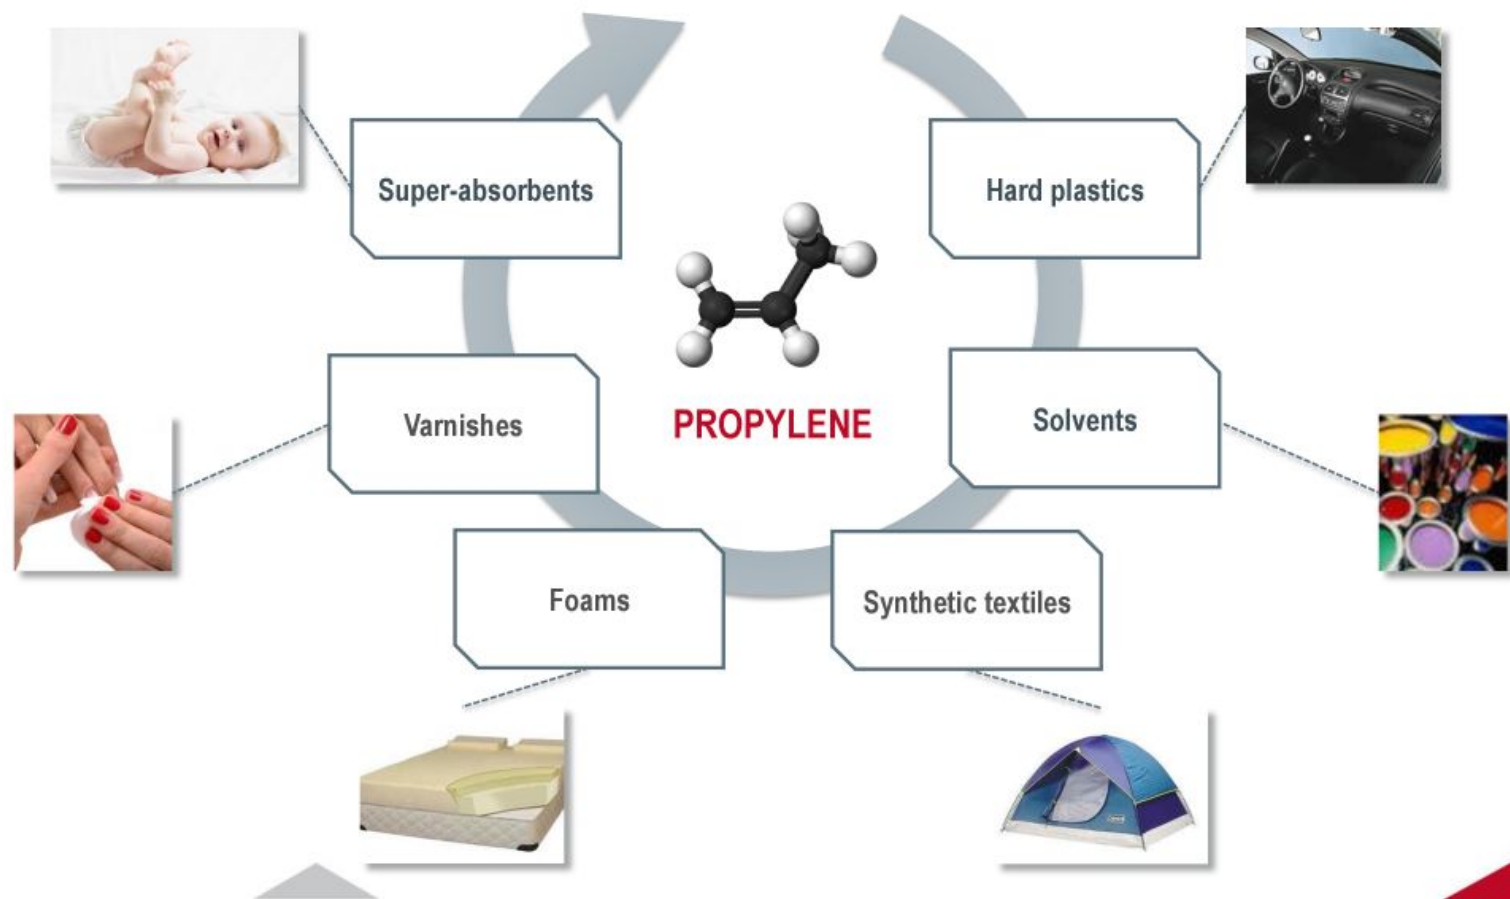 Super-absorbents
Hard plastics
Varnishes
PROPYLENE
Solvents
Foams
Synthetic textiles